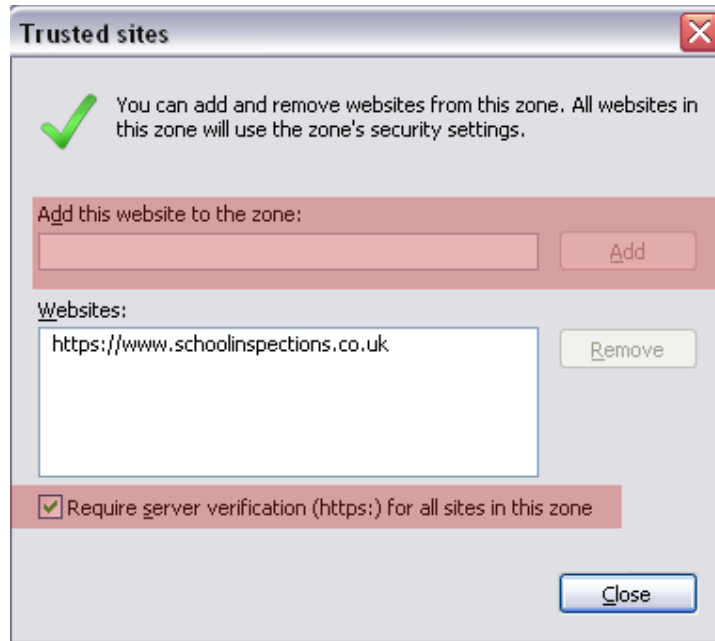 Trusted sites
You can add and remove websites from this zone. All websites in
this zone will use the zone's security settings.
Add this website to the zone:
Add
Websites:
https://www.schoolinspections.co.uk
Remove
Require server verification (https:) for all sites in this zone
Close